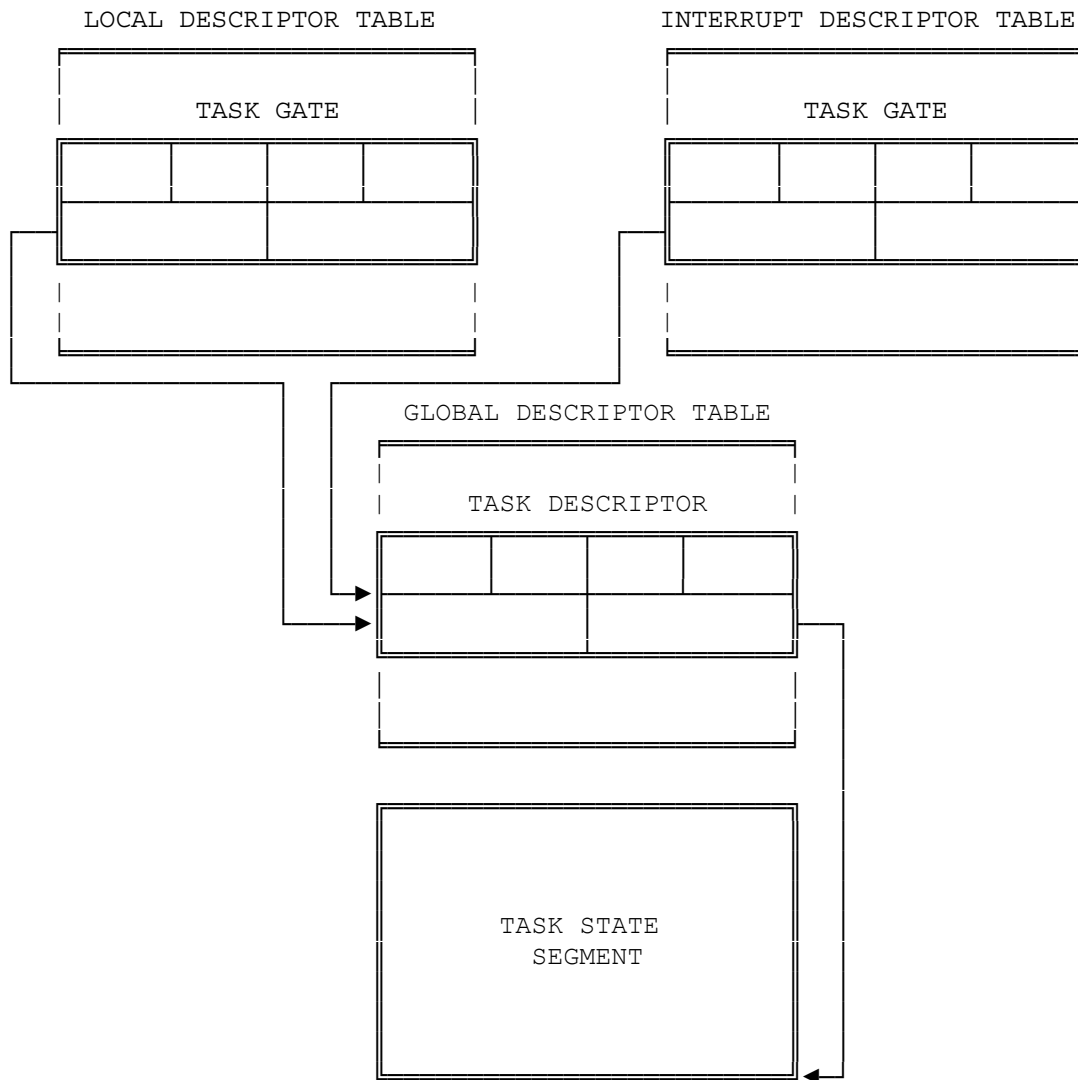 LOCAL DESCRIPTOR TABLE
INTERRUPT DESCRIPTOR TABLE
TASK GATE
TASK GATE
GLOBAL DESCRIPTOR TABLE
TASK DESCRIPTOR
TASK STATE
SEGMENT